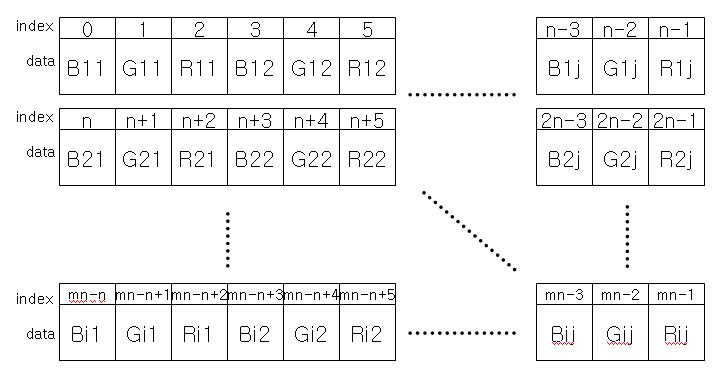 index 0 1 2 3 4 5 n-3 n-2 n-1
data B11 G11 R11 B12 G12 R12 B1j G1j R1j
index n n+1 n+2 n+3 n+4 n+5 2n-3 2n-2 2n-1
data B21 G21 R21 B22 G22 R22 B2j G2j R2j
index mn-n mn-n+1 mn-n+2 mn-n+3 mn-n+4 mn-n+5 mn-3 mn-2 mn-1
data Bi1 Gi1 Ri1 Bi2 Gi2 Ri2 Bij Gij Rij